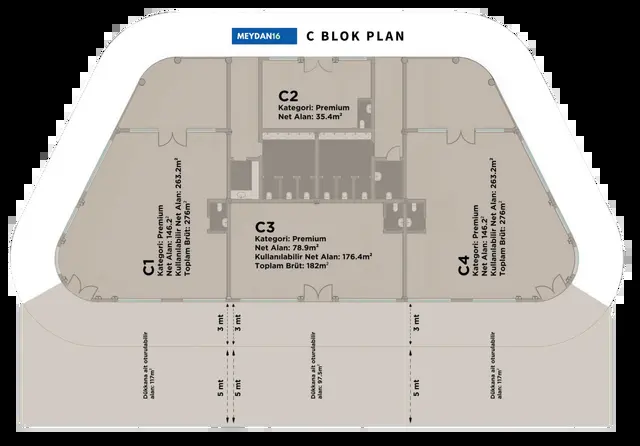 MEYDAN16 C BLOK PLAN
C2
Kategori: Premium
Net Alan: 35.4m²
C1
Kategori: Premium
Net Alan: 146.2²
Kullanılabilir Net Alan: 263.2m²
Toplam Brüt: 276m²
C3
Kategori: Premium
Net Alan: 78.9m²
Kullanılabilir Net Alan: 176.4m²
Toplam Brüt: 182m²
C4
Kategori: Premium
Net Alan: 146.2²
Kullanılabilir Net Alan: 263.2m²
Toplam Brüt: 276m²
3 mt
3 mt
3 mt
Dükkana ait oturulabilir
alan: 117m²
5 mt
5 mt
Dükkana ait oturulabilir
alan: 97.5m²
5 mt
Dükkana ait oturulabilir
alan: 117m²